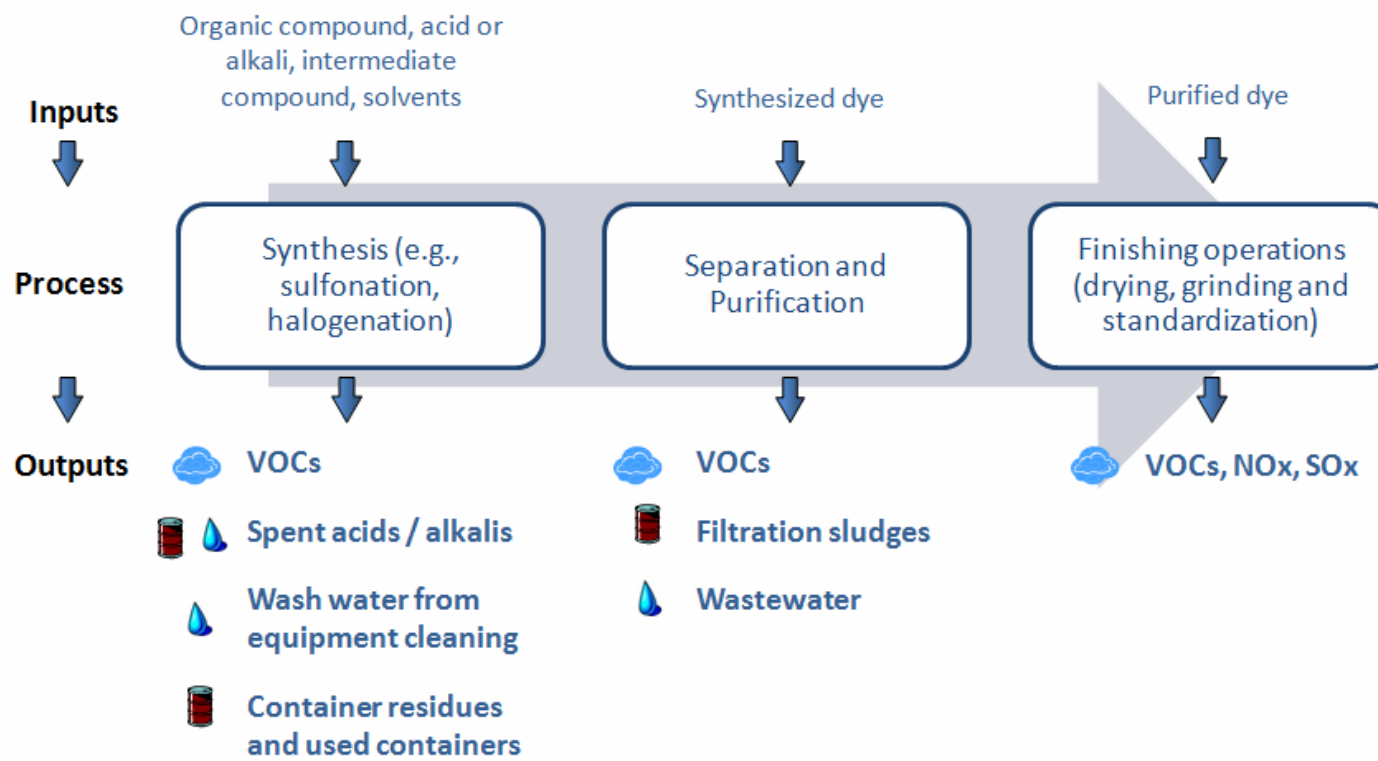 Organic compound, acid or
alkali, intermediate
compound, solvents
Inputs
Synthesized dye
Purified dye
Process
Synthesis (e.g.,
sulfonation,
halogenation)
Separation and
Purification
Finishing operations
(drying, grinding and
standardization)
Outputs
VOCs
Spent acids / alkalis
Wash water from
equipment cleaning
Container residues
and used containers
VOCs
Filtration sludges
Wastewater
VOCs, NOx, SOx